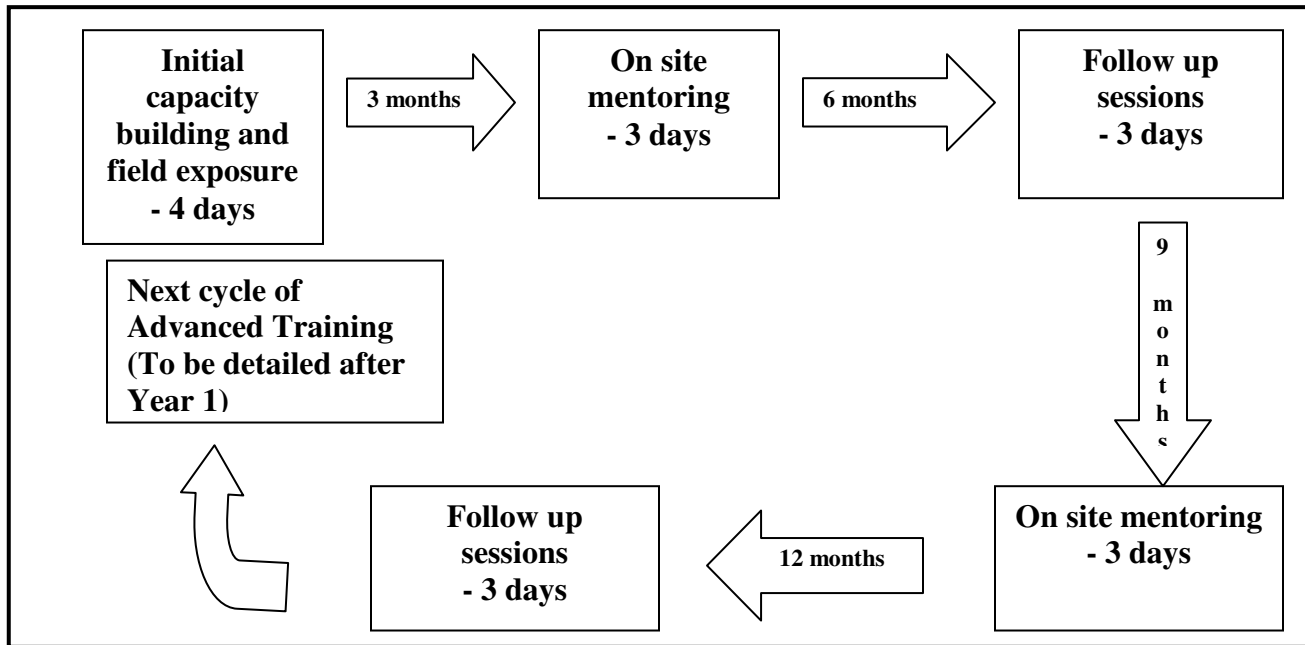 Initial
capacity
building and
field exposure
- 4 days
3 months
On site
mentoring
- 3 days
6 months
Follow up
sessions
- 3 days
9
m
o
n
t
h
s
On site mentoring
- 3 days
12 months
Follow up
sessions
- 3 days
Next cycle of
Advanced Training
(To be detailed after
Year 1)